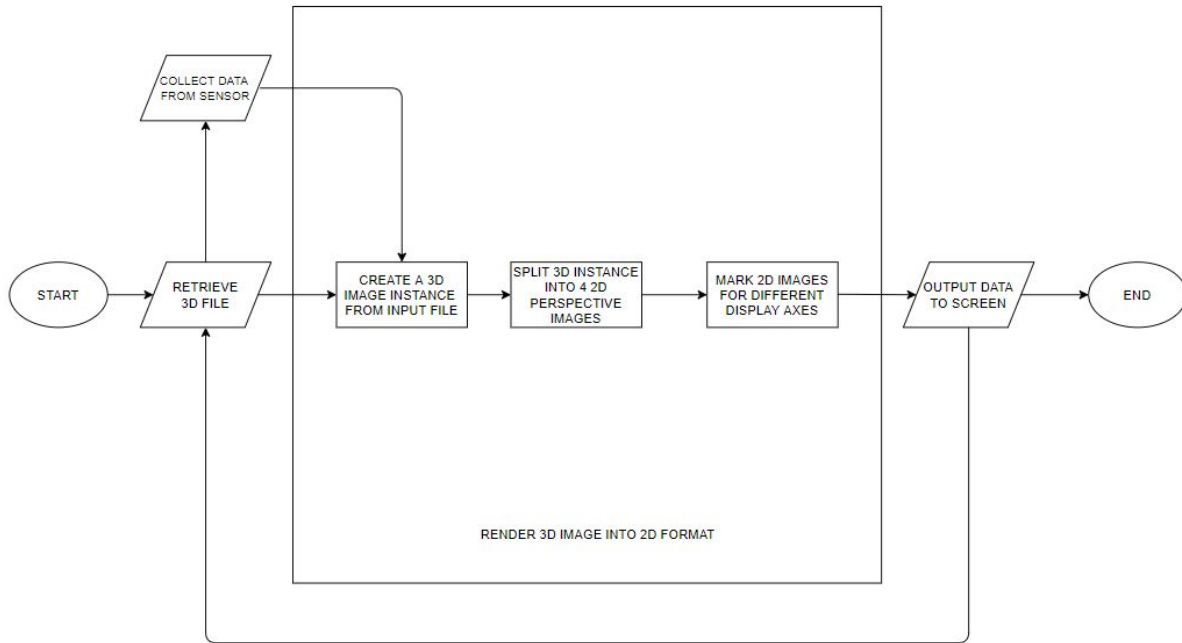 COLLECT DATA
FROM SENSOR
START
RETRIEVE
3D FILE
CREATE A 3D
IMAGE INSTANCE
FROM INPUT FILE
SPLIT 3D INSTANCE
INTO 4 2D
PERSPECTIVE
IMAGES
MARK 2D IMAGES
FOR DIFFERENT
DISPLAY AXES
OUTPUT DATA
TO SCREEN
END
RENDER 3D IMAGE INTO 2D FORMAT